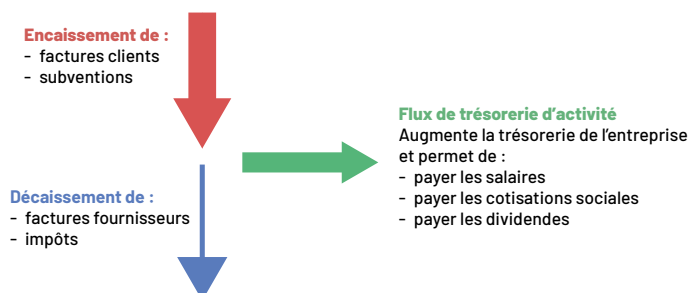 Encaissement de :
- factures clients
- subventions
Flux de trésorerie d'activité
Augmente la trésorerie de l'entreprise
et permet de :
- payer les salaires
- payer les cotisations sociales
- payer les dividendes
Décaissement de :
- factures fournisseurs
- impôts